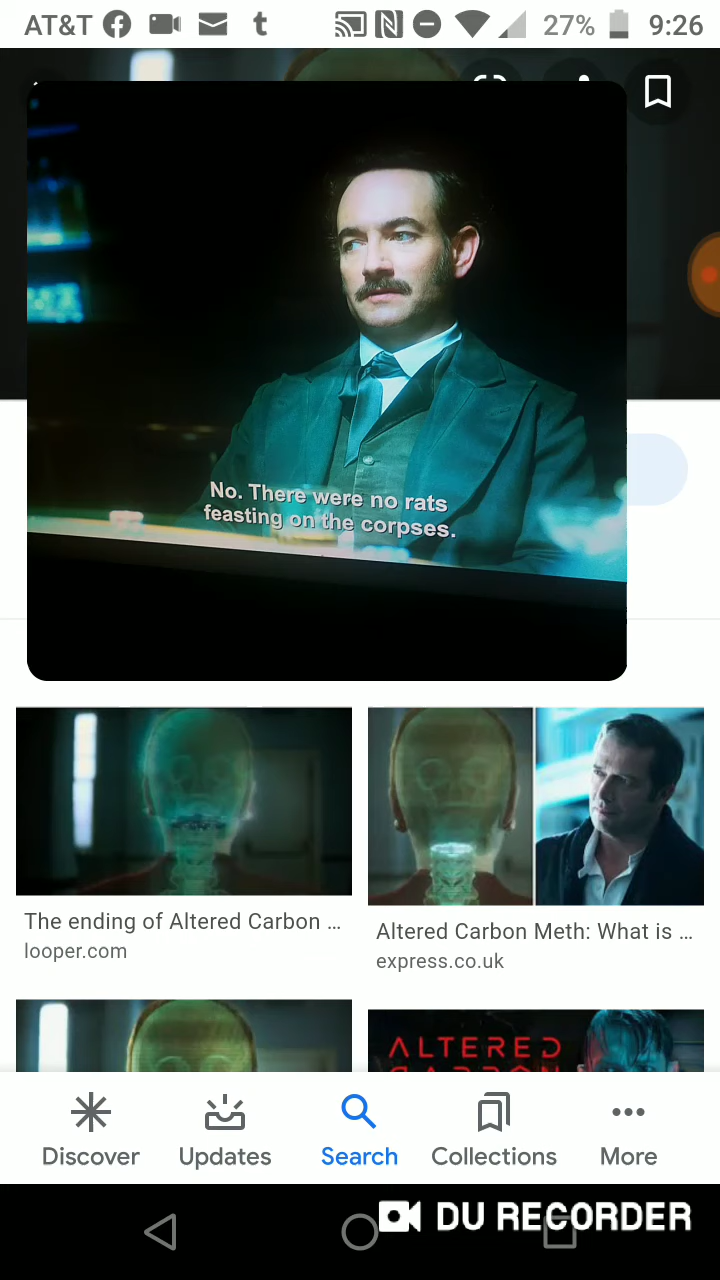 AT&T
27%
9:26
No. There were no rats
feasting on the corpses.
The ending of Altered Carbon ...
looper.com
Altered Carbon Meth: What is ...
express.co.uk
ALTERED
CARBON
Discover
Updates
Search
Collections
More
DU RECORDER